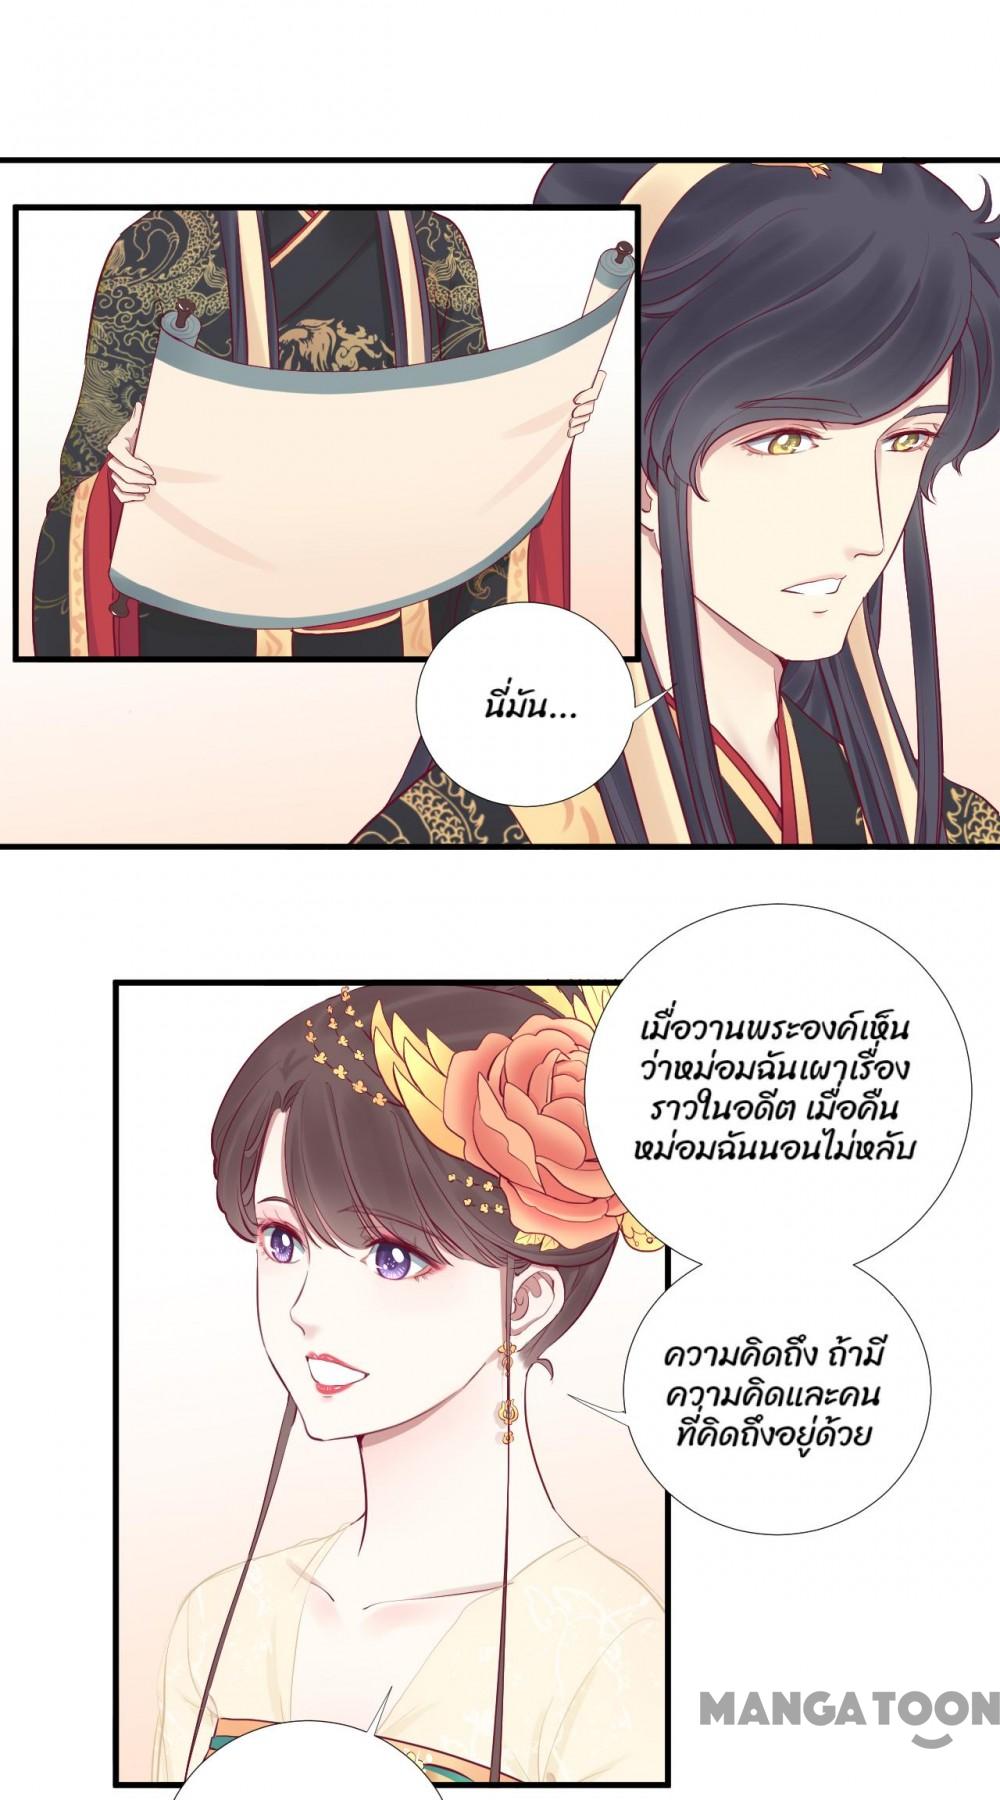 นี่มัน...
เมื่อวานพระองค์เห็น
ว่าหม่อมฉันเผาเรื่อง
ราวในอดีต เมื่อคืน
หม่อมฉันนอนไม่หลับ
ความคิดถึง ถ้ามี
ความคิดและคน
ที่คิดถึงอยู่ด้วย
MANGATOON